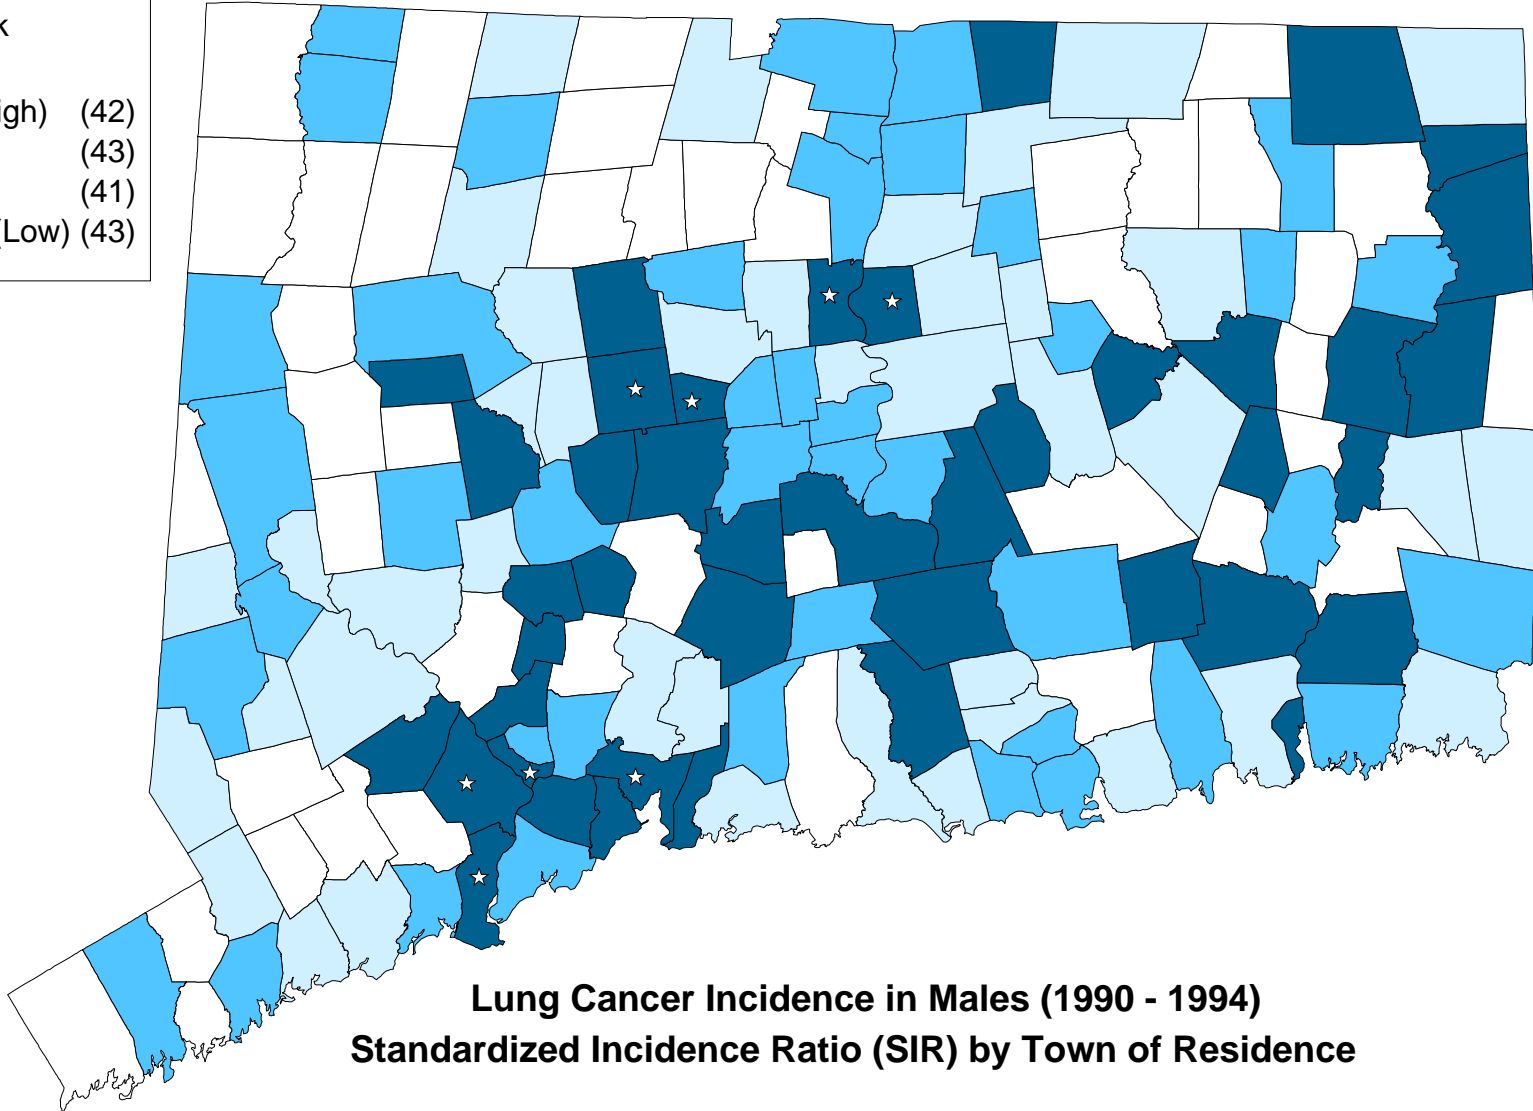 (42)
(43)
(41)
(Low) (43)
Lung Cancer Incidence in Males (1990 - 1994)
Standardized Incidence Ratio (SIR) by Town of Residence